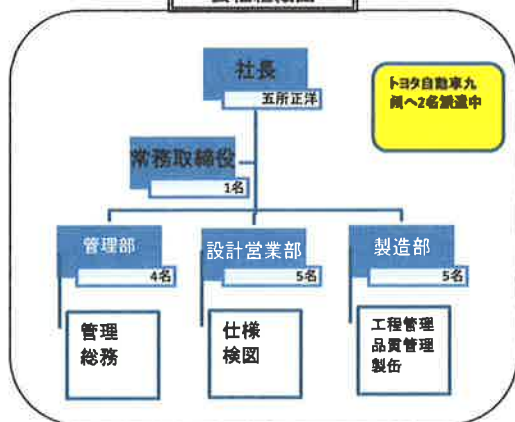 社長
五所正洋
トヨタ自動車九
州へ2名派遣中
常務取締役
1名
管理部
4名
設計営業部
5名
製造部
5名
管理
総務
仕様
検図
工程管理
品質管理
製缶